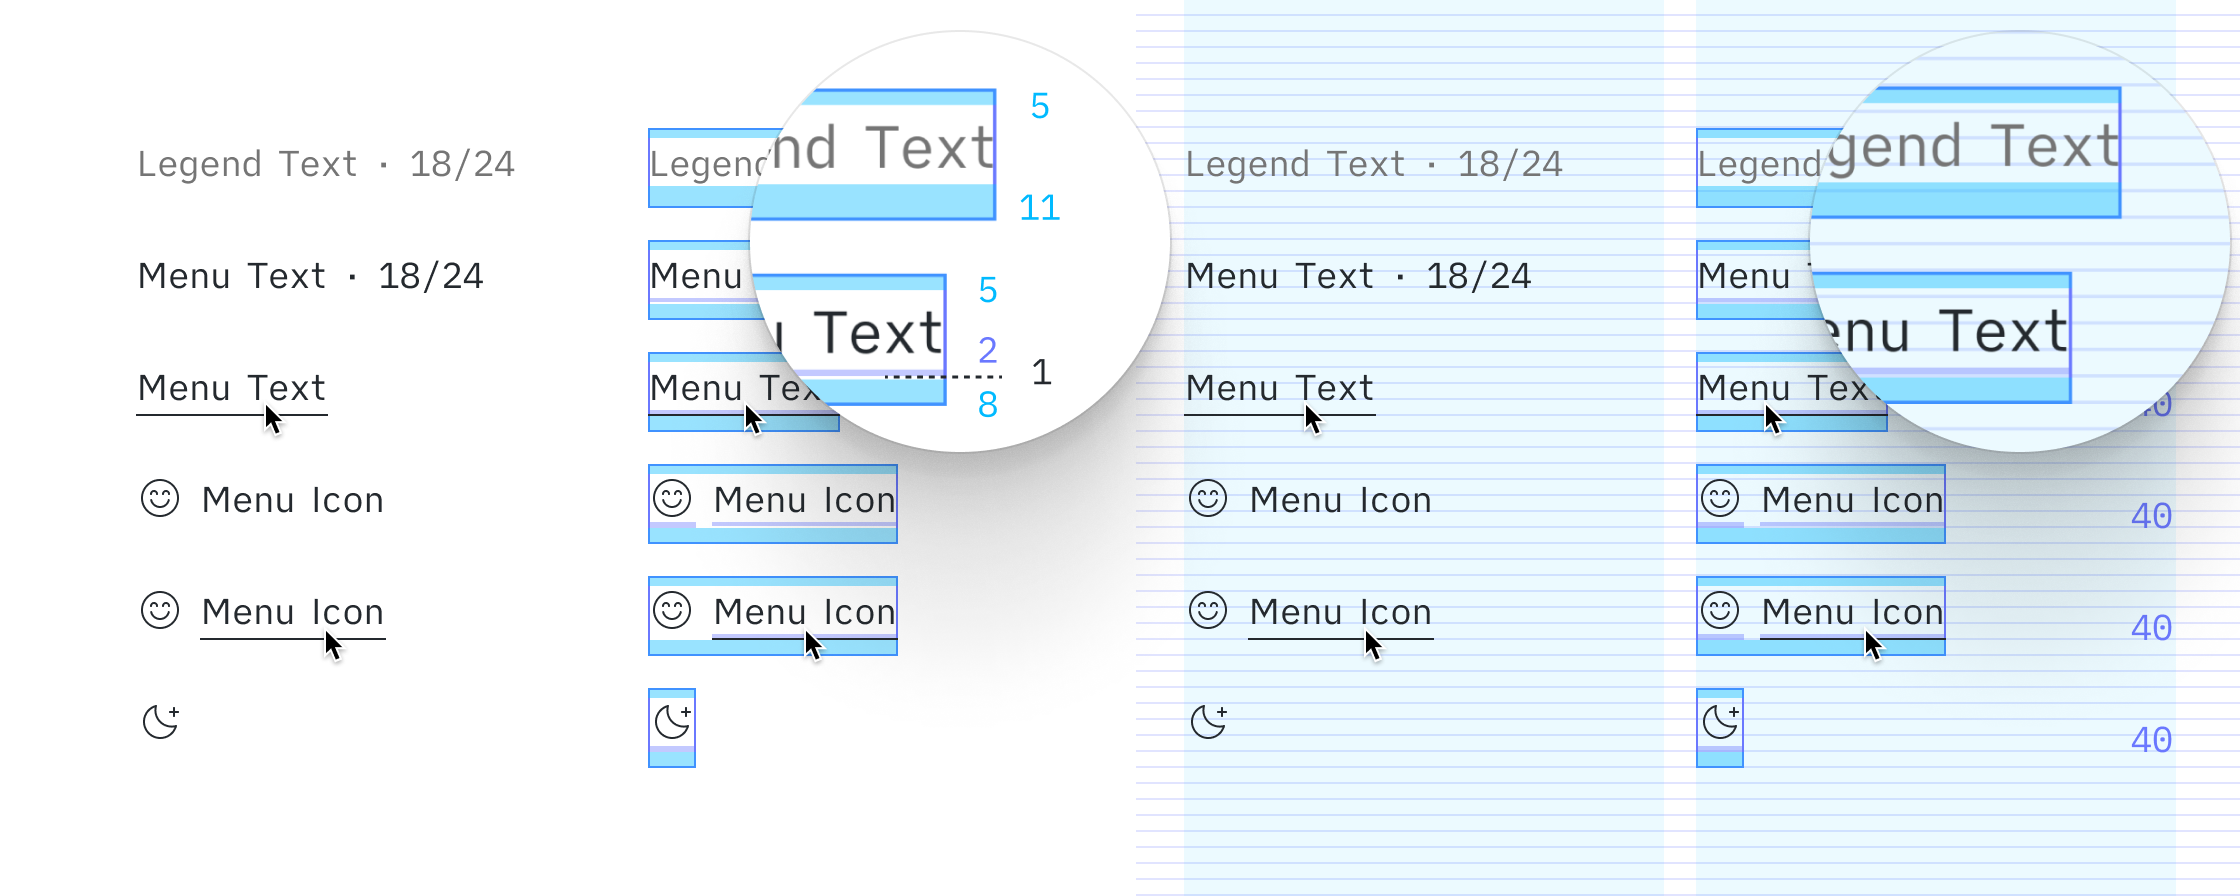 Legend Text · 18/24
Legend
nd Text
5
11
Legend Text · 18/24
Legend
gend Text
Menu Text · 18/24
Menu
Text
5
2
1
8
Menu Text · 18/24
Menu
enu Text
Menu Text
Menu Tex
Menu Text
Menu Tex
40
Menu Icon
Menu Icon
Menu Icon
Menu Icon
40
Menu Icon
Menu Icon
Menu Icon
Menu Icon
40
40